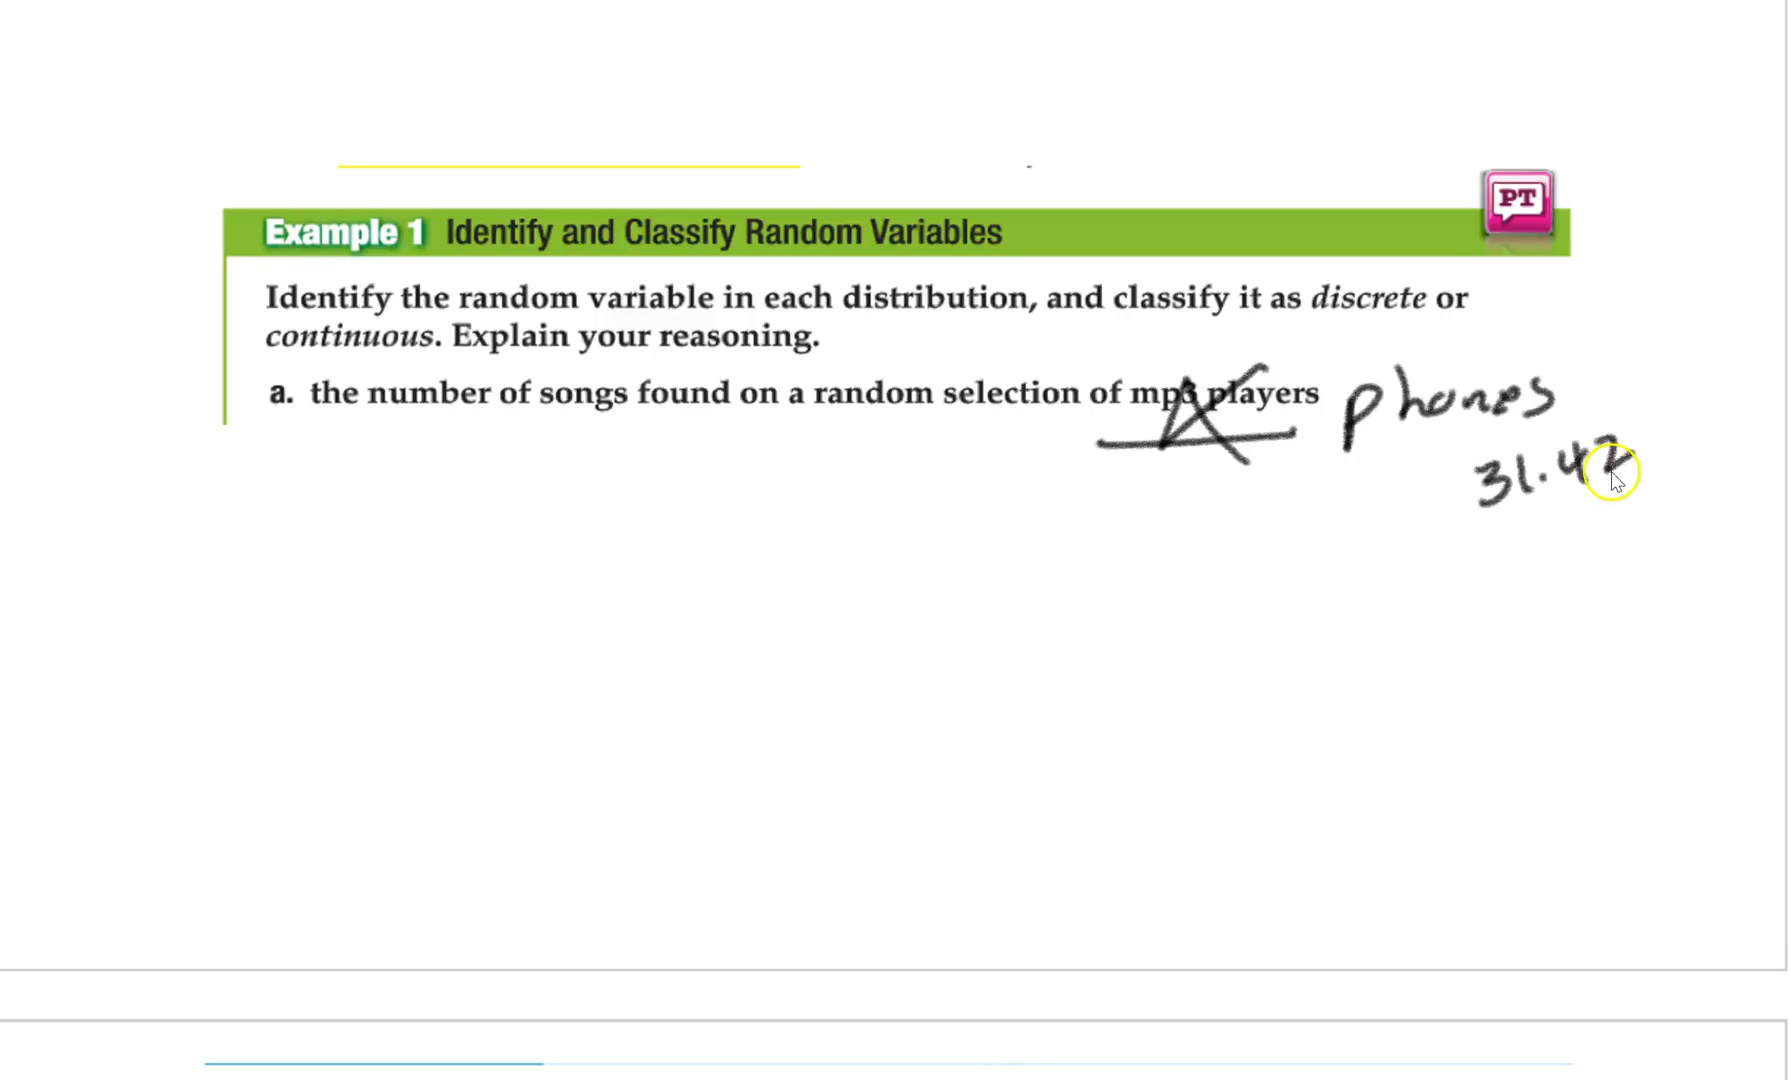 PT
Example 1 Identify and Classify Random Variables
Identify the random variable in each distribution, and classify it as discrete or
continuous. Explain your reasoning.
a. the number of songs found on a random selection of mp3 players phones
31.42